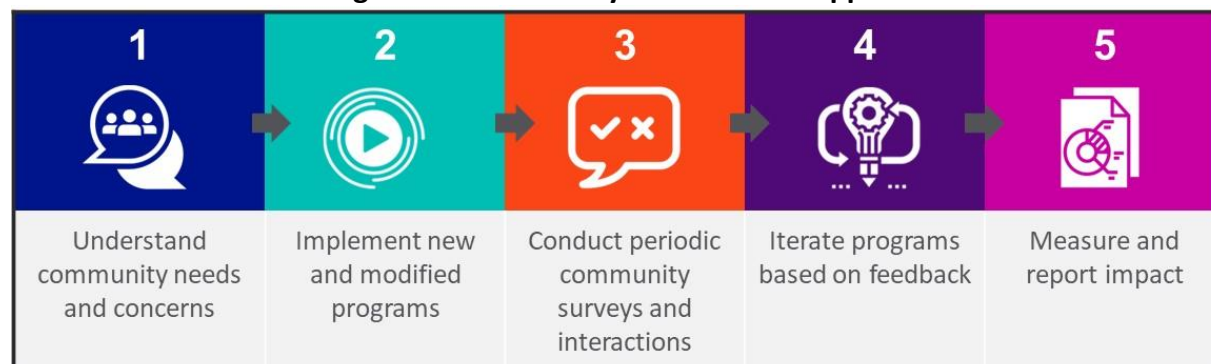 1
2
3
4
5
Understand
community needs
and concerns
Implement new
and modified
programs
Conduct periodic
community
surveys and
interactions
Iterate programs
based on feedback
Measure and
report impact